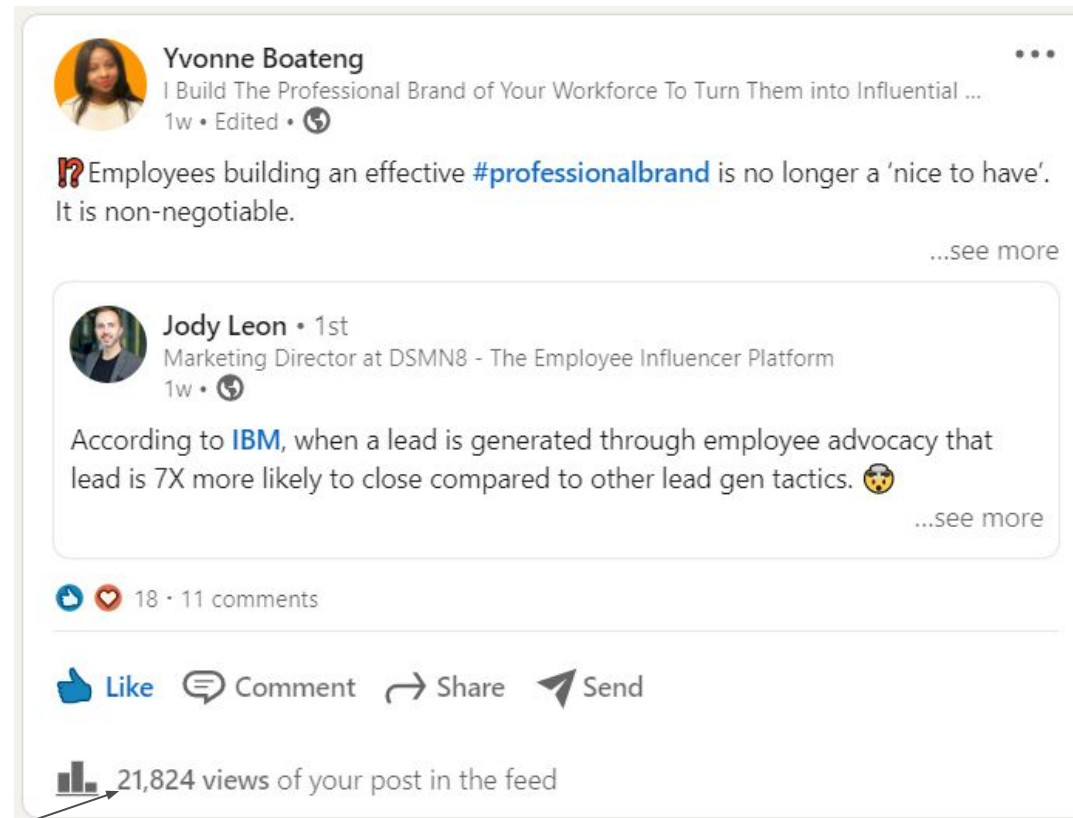 Yvonne Boateng
I Build The Professional Brand of Your Workforce To Turn Them into Influential ...
1w • Edited •
⁉️Employees building an effective #professionalbrand is no longer a ‘nice to have’.
It is non-negotiable.
...see more
Jody Leon • 1st
Marketing Director at DSMN8 - The Employee Influencer Platform
1w •
According to IBM, when a lead is generated through employee advocacy that
lead is 7X more likely to close compared to other lead gen tactics. 🤯
...see more
18 · 11 comments
Like Comment Share Send
21,824 views of your post in the feed